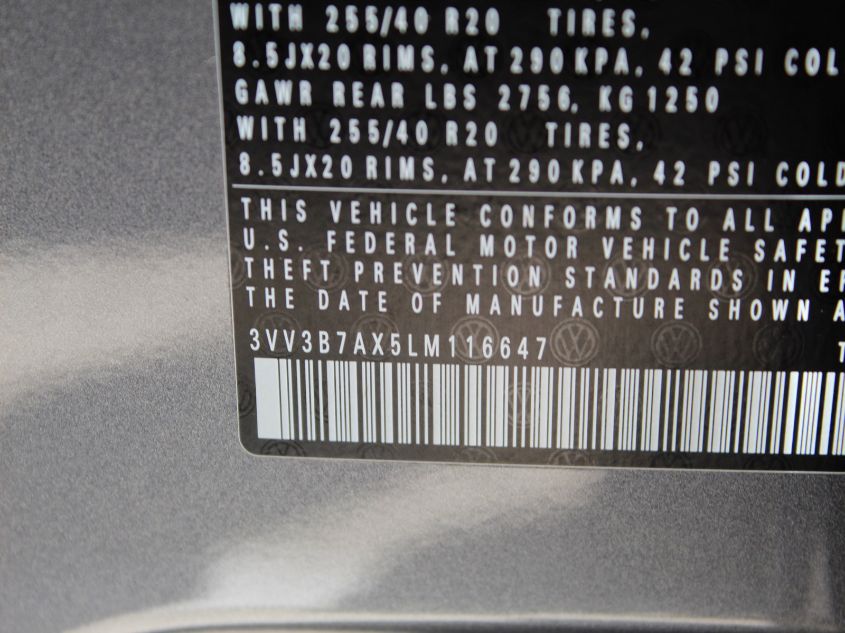 WITH 255/40 R20 TIRES,
8.5JX20 RIMS, AT 290 KPA, 42 PSI COL
GAWR REAR LBS 2756, KG 1250
WITH 255/40 R20 TIRES,
8.5JX20 RIMS, AT 290 KPA, 42 PSI COLD
THIS VEHICLE CONFORMS TO ALL API
U.S. FEDERAL MOTOR VEHICLE SAFET
THEFT PREVENTION STANDARDS IN EF
THE DATE OF MANUFACTURE SHOWN A
3VV3B7AX5LM116647 T